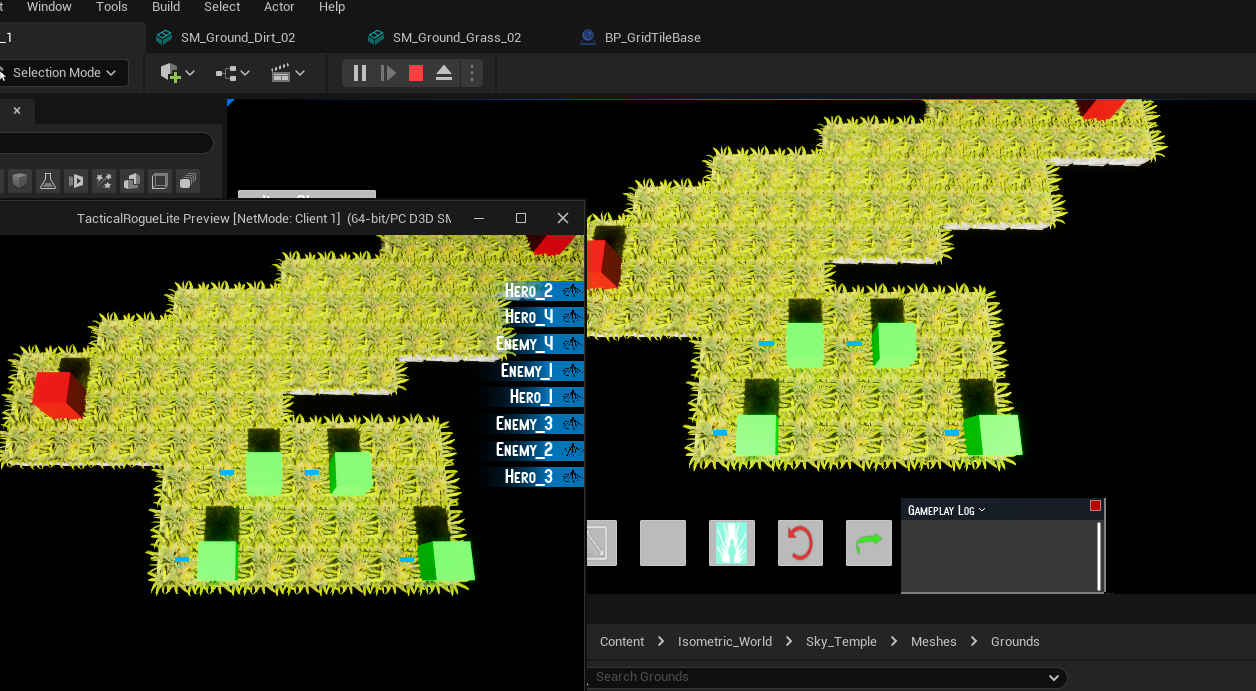 Window Tools Build Select Actor Help
_1 SM_Ground_Dirt_02 SM_Ground_Grass_02 BP_GridTileBase
Selection Mode
TacticalRogueLite Preview [NetMode: Client 1] (64-bit/PC D3D SM
Hero_2
Hero_4
Enemy_4
Enemy_1
Hero_1
Enemy_3
Enemy_2
Hero_3
Gameplay Log
Content Isometric_World Sky_Temple Meshes Grounds
Search Grounds